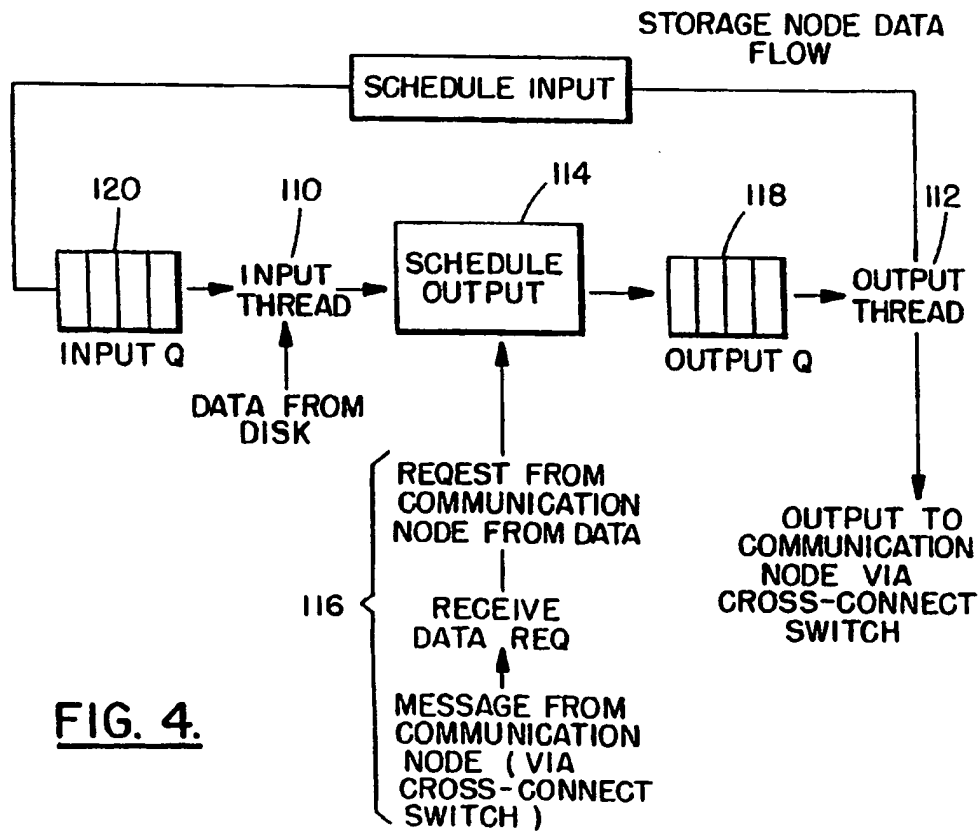 STORAGE NODE DATA
FLOW
SCHEDULE INPUT
120
110
114
118
112
INPUT
THREAD
SCHEDULE
OUTPUT
OUTPUT
THREAD
INPUT Q
OUTPUT Q
DATA FROM
DISK
116
REQEST FROM
COMMUNICATION
NODE FROM DATA
RECEIVE
DATA REQ
MESSAGE FROM
COMMUNICATION
NODE ( VIA
CROSS-CONNECT
SWITCH )
OUTPUT TO
COMMUNICATION
NODE VIA
CROSS-CONNECT
SWITCH
FIG. 4.